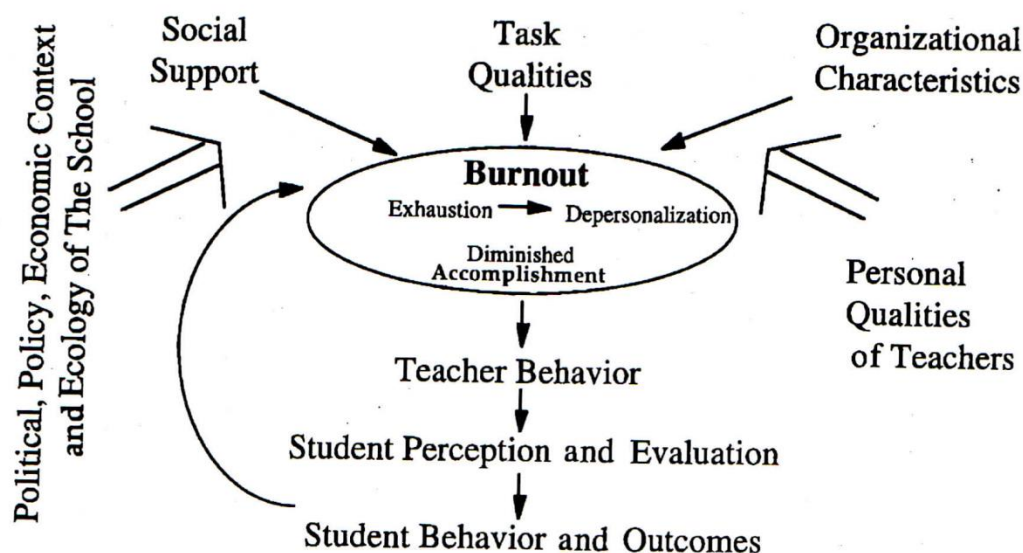 Political, Policy, Economic Context
and Ecology of The School
Social
Support
Task
Qualities
Organizational
Characteristics
Burnout
Exhaustion
Depersonalization
Diminished
Accomplishment
Personal
Qualities
of Teachers
Teacher Behavior
Student Perception and Evaluation
Student Behavior and Outcomes